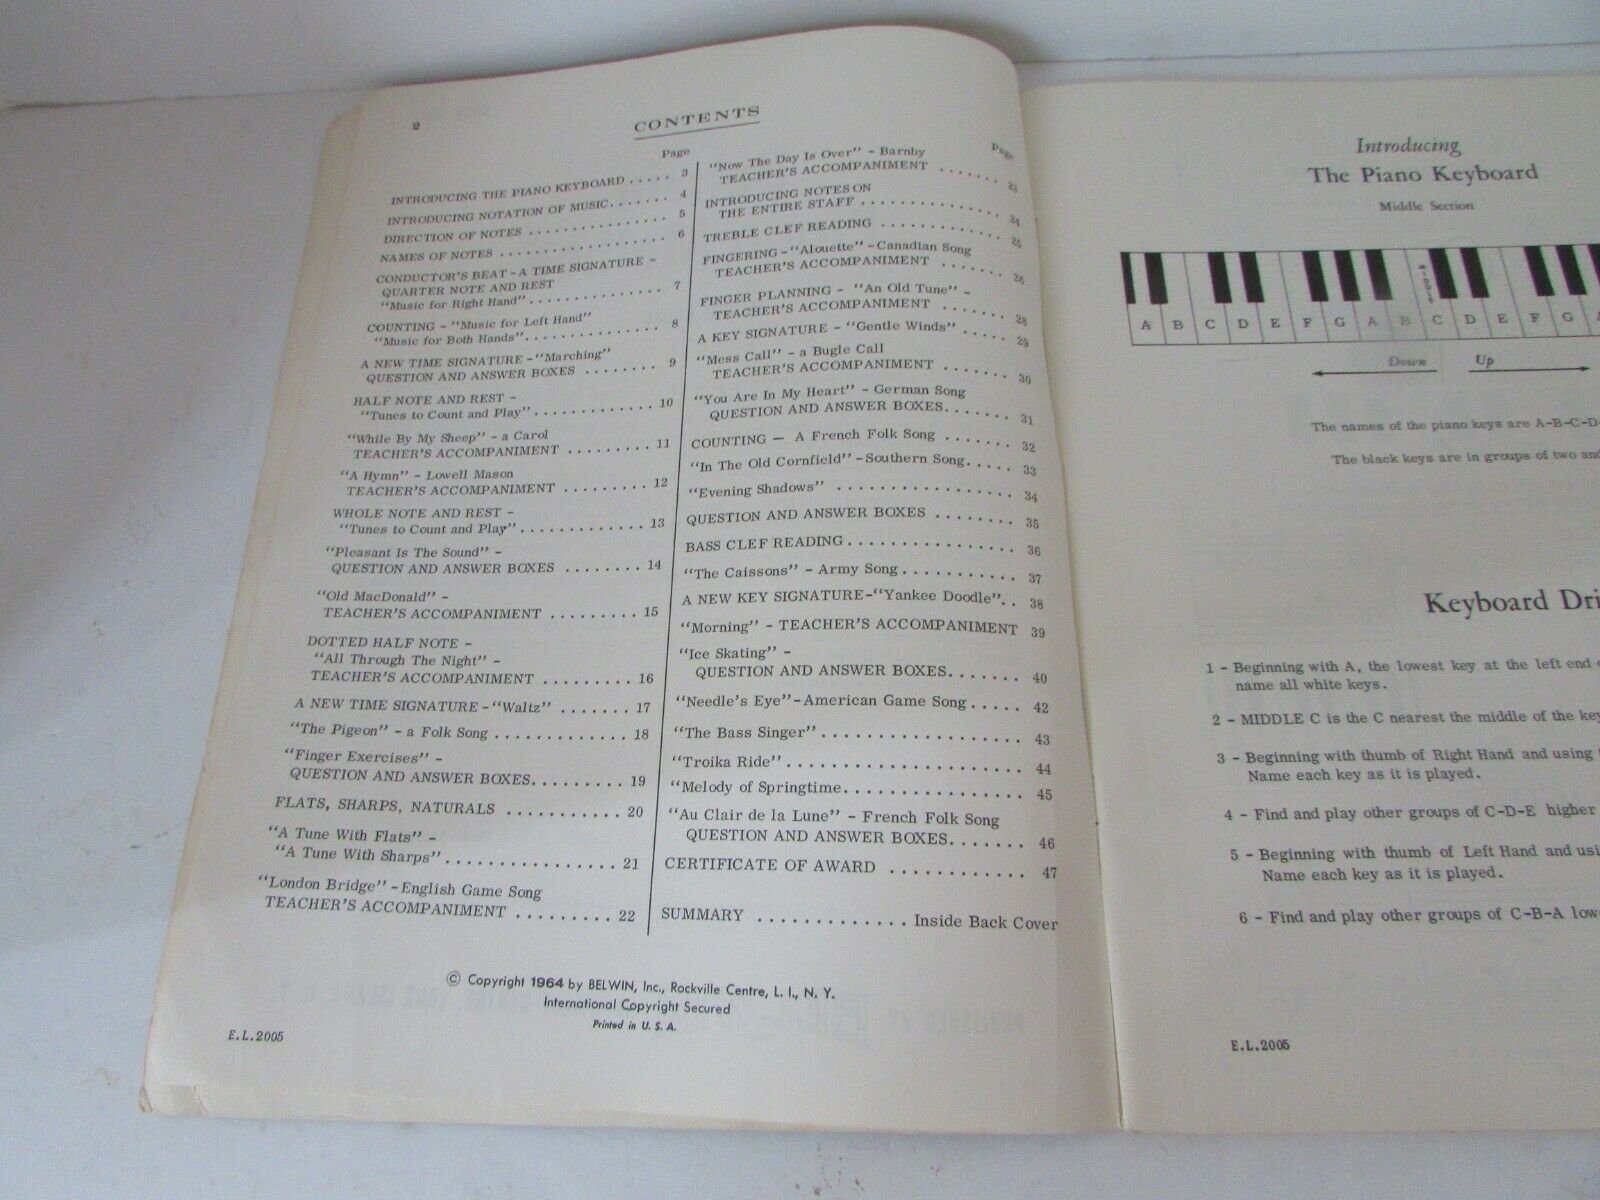 2
CONTENTS
Page
INTRODUCING THE PIANO KEYBOARD ..... 3
INTRODUCING NOTATION OF MUSIC....... 4
DIRECTION OF NOTES ................. 5
NAMES OF NOTES .................... 6
CONDUCTOR'S BEAT - A TIME SIGNATURE -
QUARTER NOTE AND REST
"Music for Right Hand"................ 7
COUNTING - "Music for Left Hand"
"Music for Both Hands"................ 8
A NEW TIME SIGNATURE - "Marching"
QUESTION AND ANSWER BOXES ........ 9
HALF NOTE AND REST -
"Tunes to Count and Play"............. 10
"While By My Sheep" - a Carol
TEACHER'S ACCOMPANIMENT ......... 11
"A Hymn" - Lowell Mason
TEACHER'S ACCOMPANIMENT ......... 12
WHOLE NOTE AND REST -
"Tunes to Count and Play"............. 13
"Pleasant Is The Sound" -
QUESTION AND ANSWER BOXES ........ 14
"Old MacDonald" -
TEACHER'S ACCOMPANIMENT ......... 15
DOTTED HALF NOTE -
"All Through The Night" -
TEACHER'S ACCOMPANIMENT ......... 16
A NEW TIME SIGNATURE - "Waltz" ....... 17
"The Pigeon" - a Folk Song ............. 18
"Finger Exercises" -
QUESTION AND ANSWER BOXES......... 19
FLATS, SHARPS, NATURALS ........... 20
"A Tune With Flats" -
"A Tune With Sharps"................. 21
"London Bridge" - English Game Song
TEACHER'S ACCOMPANIMENT ......... 22
Page
"Now The Day Is Over" - Barnby
TEACHER'S ACCOMPANIMENT ....... 23
INTRODUCING NOTES ON
THE ENTIRE STAFF ............... 24
TREBLE CLEF READING ............. 25
FINGERING - "Alouette" - Canadian Song
TEACHER'S ACCOMPANIMENT ....... 26
FINGER PLANNING - "An Old Tune" -
TEACHER'S ACCOMPANIMENT ....... 28
A KEY SIGNATURE - "Gentle Winds" ..... 29
"Mess Call" - a Bugle Call
TEACHER'S ACCOMPANIMENT ....... 30
"You Are In My Heart" - German Song
QUESTION AND ANSWER BOXES....... 31
COUNTING — A French Folk Song ....... 32
"In The Old Cornfield" - Southern Song..... 33
"Evening Shadows" ................. 34
QUESTION AND ANSWER BOXES ........ 35
BASS CLEF READING................ 36
"The Caissons" - Army Song........... 37
A NEW KEY SIGNATURE - "Yankee Doodle".. 38
"Morning" - TEACHER'S ACCOMPANIMENT 39
"Ice Skating" -
QUESTION AND ANSWER BOXES....... 40
"Needle's Eye" - American Game Song..... 42
"The Bass Singer".................. 43
"Troika Ride"..................... 44
"Melody of Springtime................ 45
"Au Clair de la Lune" - French Folk Song
QUESTION AND ANSWER BOXES....... 46
CERTIFICATE OF AWARD ............ 47
SUMMARY ............. Inside Back Cover
© Copyright 1964 by BELWIN, Inc., Rockville Centre, L. I., N. Y.
International Copyright Secured
Printed in U. S. A.
E.L.2005
Introducing
The Piano Keyboard
Middle Section
MIDDLE
A B C D E F G A B C D E F G
Down Up
The names of the piano keys are A-B-C-D-
The black keys are in groups of two and
Keyboard Dri
1 - Beginning with A, the lowest key at the left end
name all white keys.
2 - MIDDLE C is the C nearest the middle of the key
3 - Beginning with thumb of Right Hand and using
Name each key as it is played.
4 - Find and play other groups of C-D-E higher
5 - Beginning with thumb of Left Hand and usi
Name each key as it is played.
6 - Find and play other groups of C-B-A low
E.L.2005